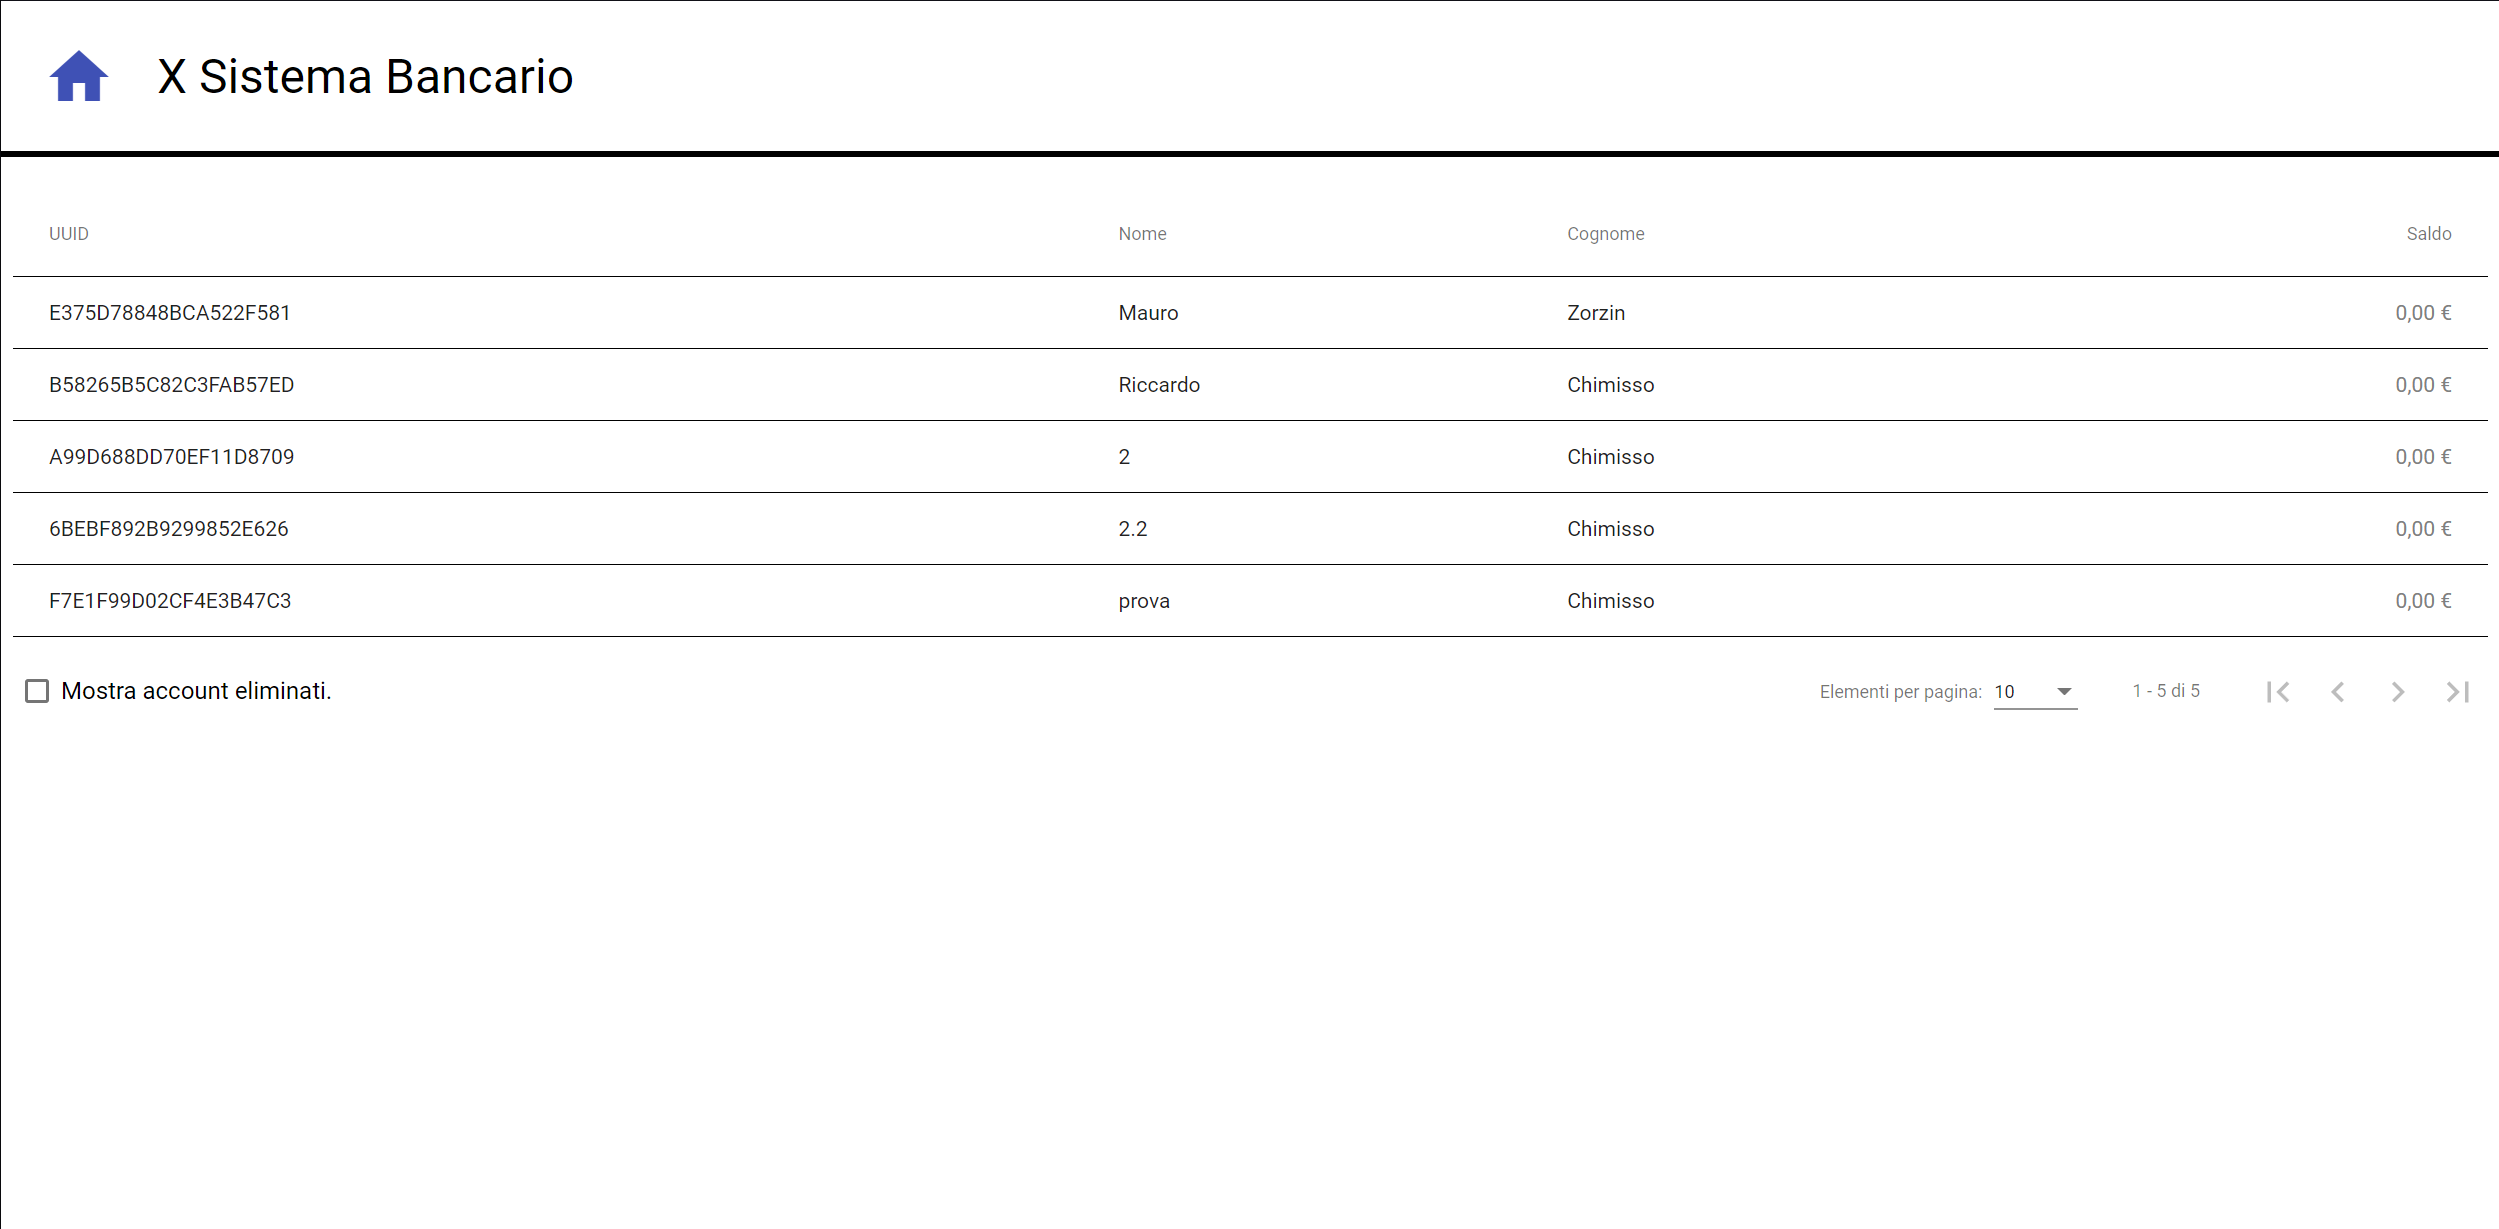 X Sistema Bancario
UUID Nome Cognome Saldo
E375D78848BCA522F581 Mauro Zorzin 0,00 €
B58265B5C82C3FAB57ED Riccardo Chimisso 0,00 €
A99D688DD70EF11D8709 2 Chimisso 0,00 €
6BEBF892B9299852E626 2.2 Chimisso 0,00 €
F7E1F99D02CF4E3B47C3 prova Chimisso 0,00 €
Mostra account eliminati. Elementi per pagina: 10 1 - 5 di 5